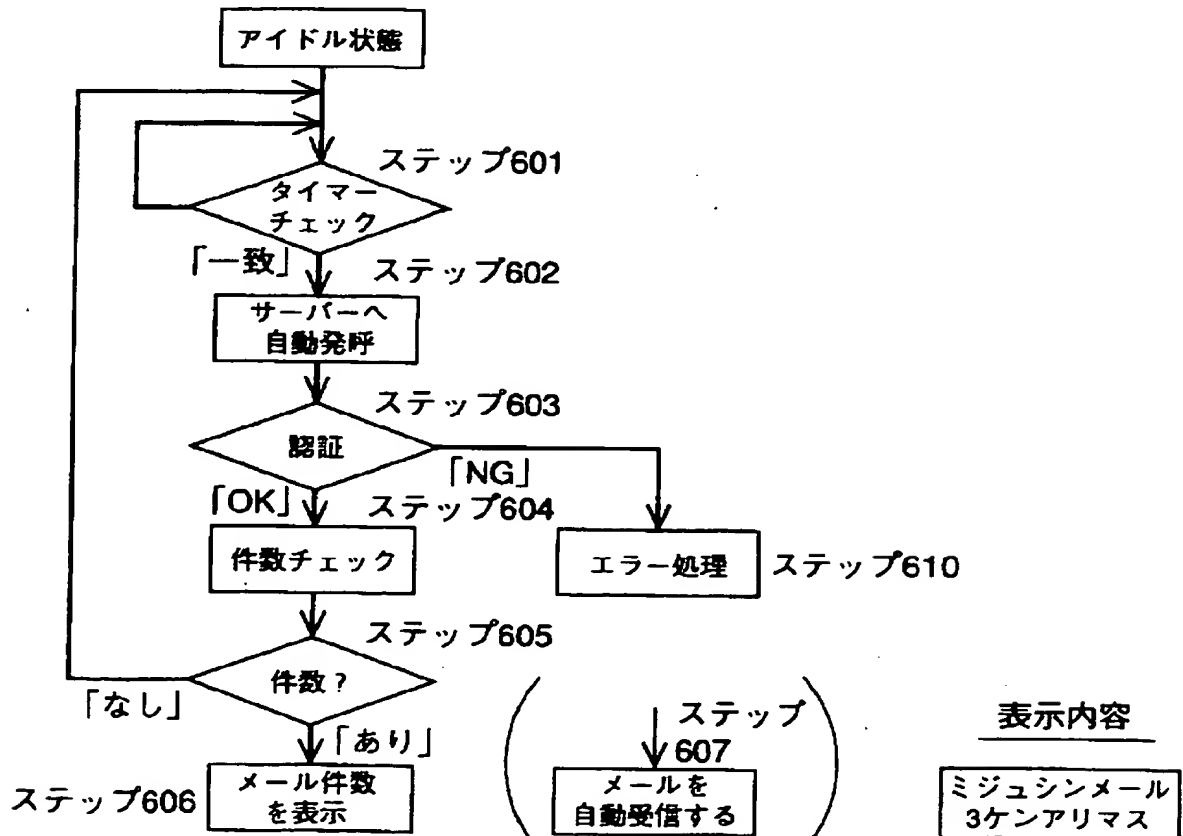 アイドル状態
ステップ601
タイマー
チェック
「一致」
ステップ602
サーバーへ
自動発呼
ステップ603
認証
「NG」
「OK」
ステップ604
件数チェック
エラー処理
ステップ610
ステップ605
件数?
「なし」
「あり」
ステップ606
メール件数
を表示
ステップ
607
メールを
自動受信する
表示内容
ミジュシンメール
3ケンアリマス